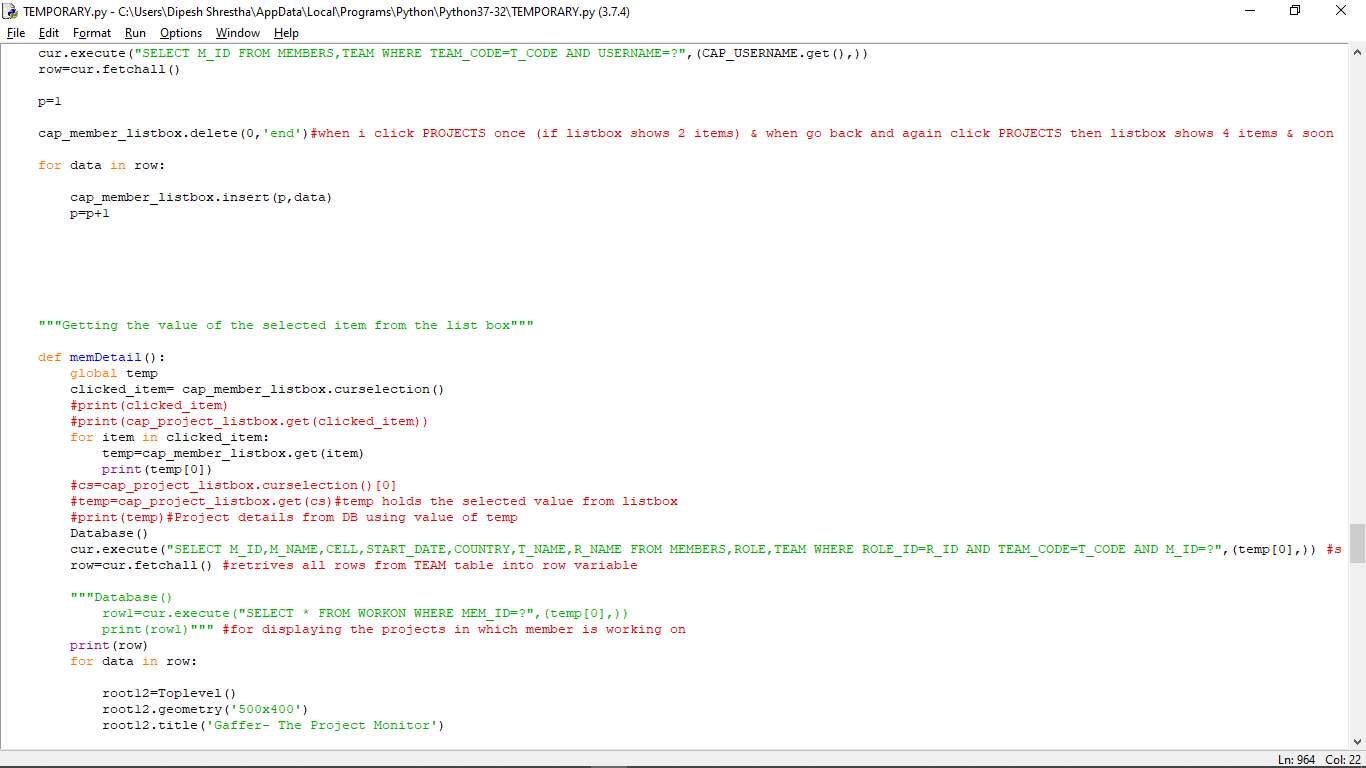 TEMPORARY.py - C:\Users\Dipesh Shrestha\AppData\Local\Programs\Python\Python37-32\TEMPORARY.py (3.7.4)
File Edit Format Run Options Window Help
cur.execute("SELECT M_ID FROM MEMBERS,TEAM WHERE TEAM_CODE=T_CODE AND USERNAME=?",(CAP_USERNAME.get(),))
row=cur.fetchall()
p=1
cap_member_listbox.delete(0,'end')#when i click PROJECTS once (if listbox shows 2 items) & when go back and again click PROJECTS then listbox shows 4 items & soon
for data in row:
cap_member_listbox.insert(p,data)
p=p+1
"""Getting the value of the selected item from the list box"""
def memDetail():
global temp
clicked_item= cap_member_listbox.curselection()
#print(clicked_item)
#print(cap_project_listbox.get(clicked_item))
for item in clicked_item:
temp=cap_member_listbox.get(item)
print(temp[0])
#cs=cap_project_listbox.curselection()[0]
#temp=cap_project_listbox.get(cs)#temp holds the selected value from listbox
#print(temp)#Project details from DB using value of temp
Database()
cur.execute("SELECT M_ID,M_NAME,CELL,START_DATE,COUNTRY,T_NAME,R_NAME FROM MEMBERS,ROLE,TEAM WHERE ROLE_ID=R_ID AND TEAM_CODE=T_CODE AND M_ID=?",(temp[0],)) #s
row=cur.fetchall() #retrives all rows from TEAM table into row variable
"""Database()
row1=cur.execute("SELECT * FROM WORKON WHERE MEM_ID=?",(temp[0],))
print(row1)""" #for displaying the projects in which member is working on
print(row)
for data in row:
root12=Toplevel()
root12.geometry('500x400')
root12.title('Gaffer- The Project Monitor')
Ln: 964 Col: 22